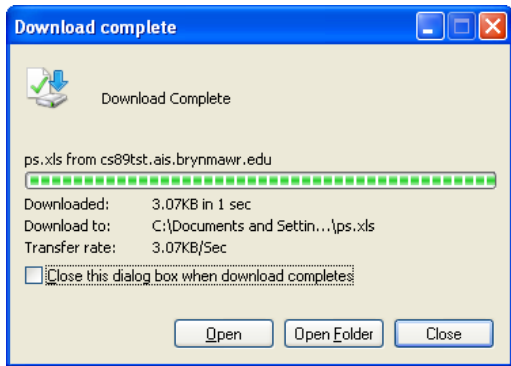 Download complete
Download Complete
ps.xls from cs89tst.ais.brynmawr.edu
Downloaded: 3.07KB in 1 sec
Download to: C:\Documents and Settin...\ps.xls
Transfer rate: 3.07KB/Sec
Close this dialog box when download completes
Open Open Folder Close